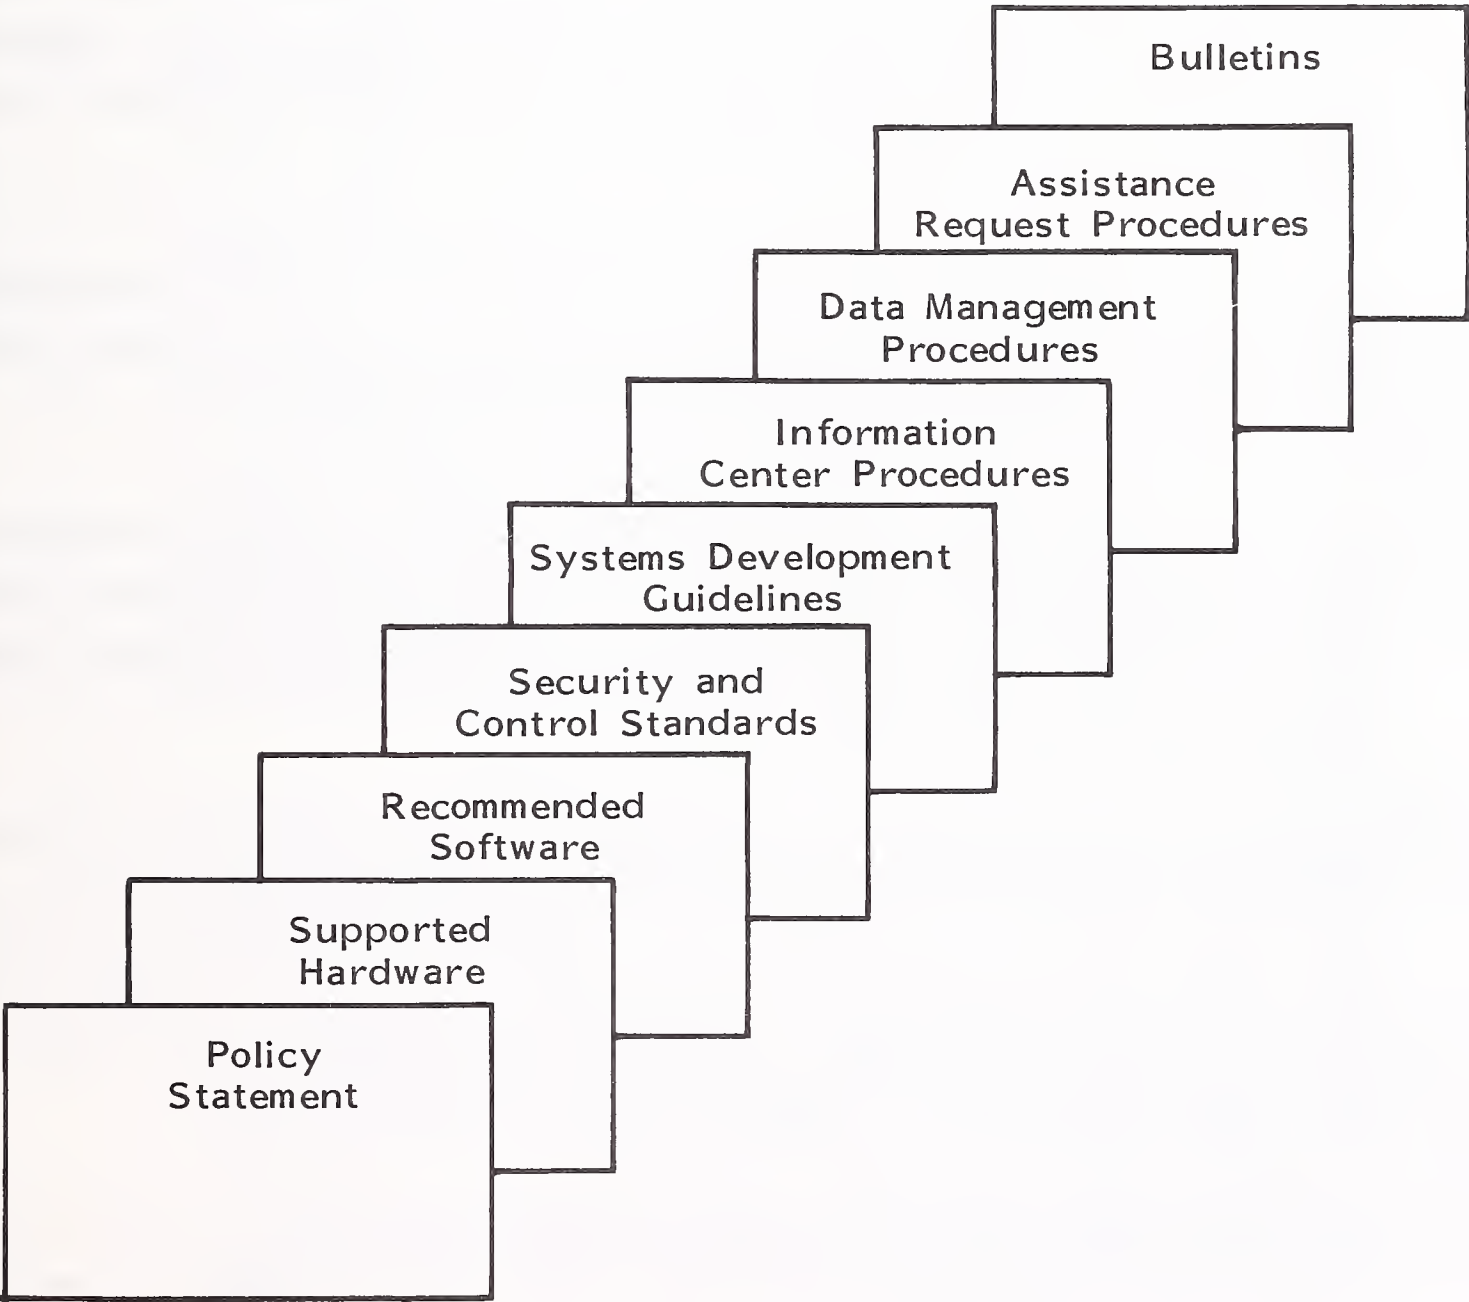 Bulletins
Assistance
Request Procedures
Data Management
Procedures
Information
Center Procedures
Systems Development
Guidelines
Security and
Control Standards
Recommended
Software
Supported
Hardware
Policy
Statement